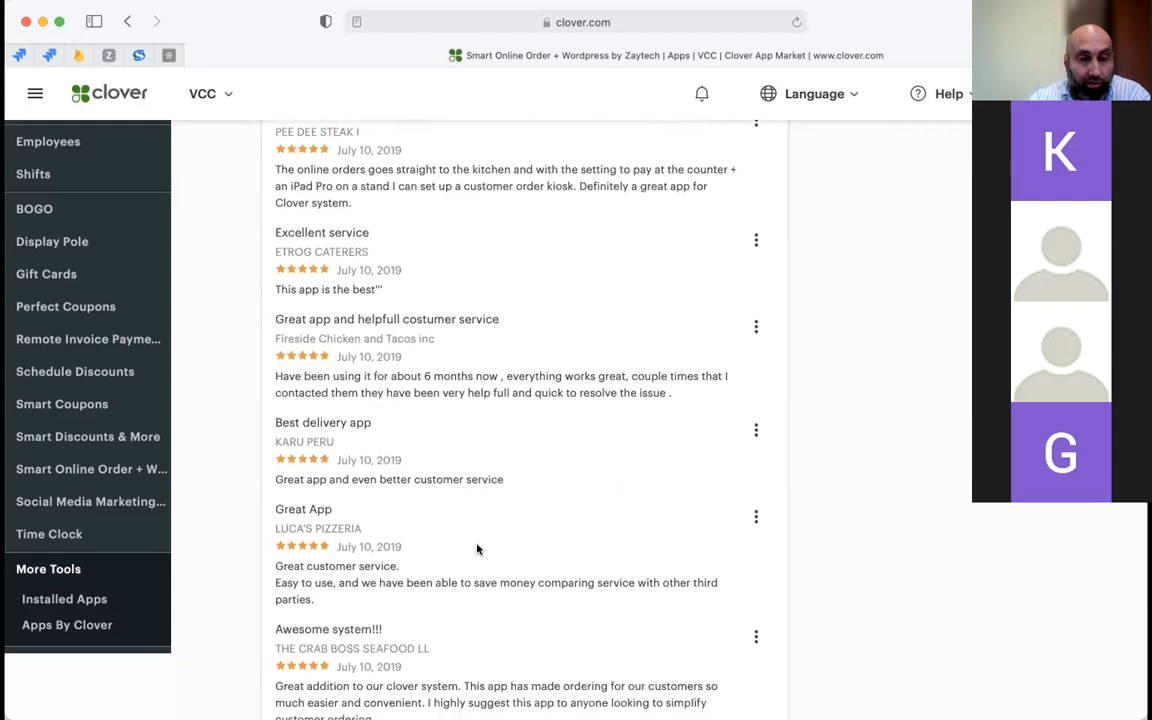 clover.com
Smart Online Order + Wordpress by Zaytech | Apps | VCC | Clover App Market | www.clover.com
clover
VCC
Language
Help
Employees
Shifts
BOGO
Display Pole
Gift Cards
Perfect Coupons
Remote Invoice Payme...
Schedule Discounts
Smart Coupons
Smart Discounts & More
Smart Online Order + W...
Social Media Marketing...
Time Clock
More Tools
Installed Apps
Apps By Clover
PEE DEE STEAK I
July 10, 2019
The online orders goes straight to the kitchen and with the setting to pay at the counter +
an iPad Pro on a stand I can set up a customer order kiosk. Definitely a great app for
Clover system.
Excellent service
ETROG CATERERS
July 10, 2019
This app is the best'''
Great app and helpfull costumer service
Fireside Chicken and Tacos inc
July 10, 2019
Have been using it for about 6 months now , everything works great, couple times that I
contacted them they have been very help full and quick to resolve the issue .
Best delivery app
KARU PERU
July 10, 2019
Great app and even better customer service
Great App
LUCA'S PIZZERIA
July 10, 2019
Great customer service.
Easy to use, and we have been able to save money comparing service with other third
parties.
Awesome system!!!
THE CRAB BOSS SEAFOOD LL
July 10, 2019
Great addition to our clover system. This app has made ordering for our customers so
much easier and convenient. I highly suggest this app to anyone looking to simplify
customer ordering
K
G